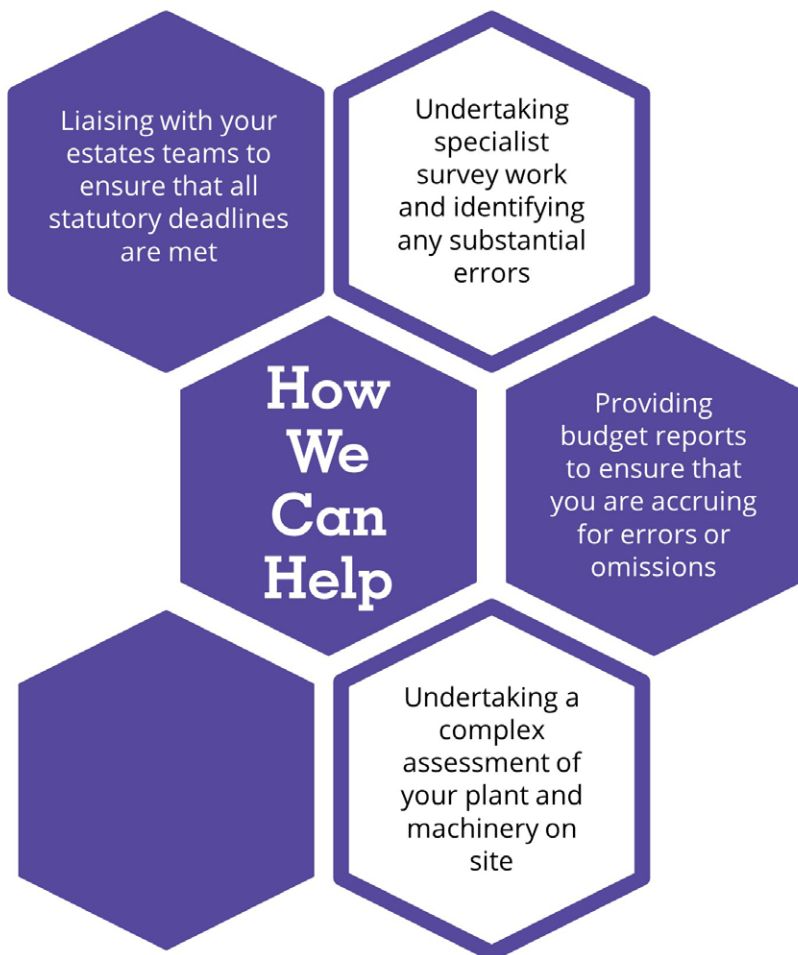 Liaising with your
estates teams to
ensure that all
statutory deadlines
are met
Undertaking
specialist
survey work
and identifying
any substantial
errors
How
We
Can
Help
Providing
budget reports
to ensure that
you are accruing
for errors or
omissions
Undertaking a
complex
assessment of
your plant and
machinery on
site